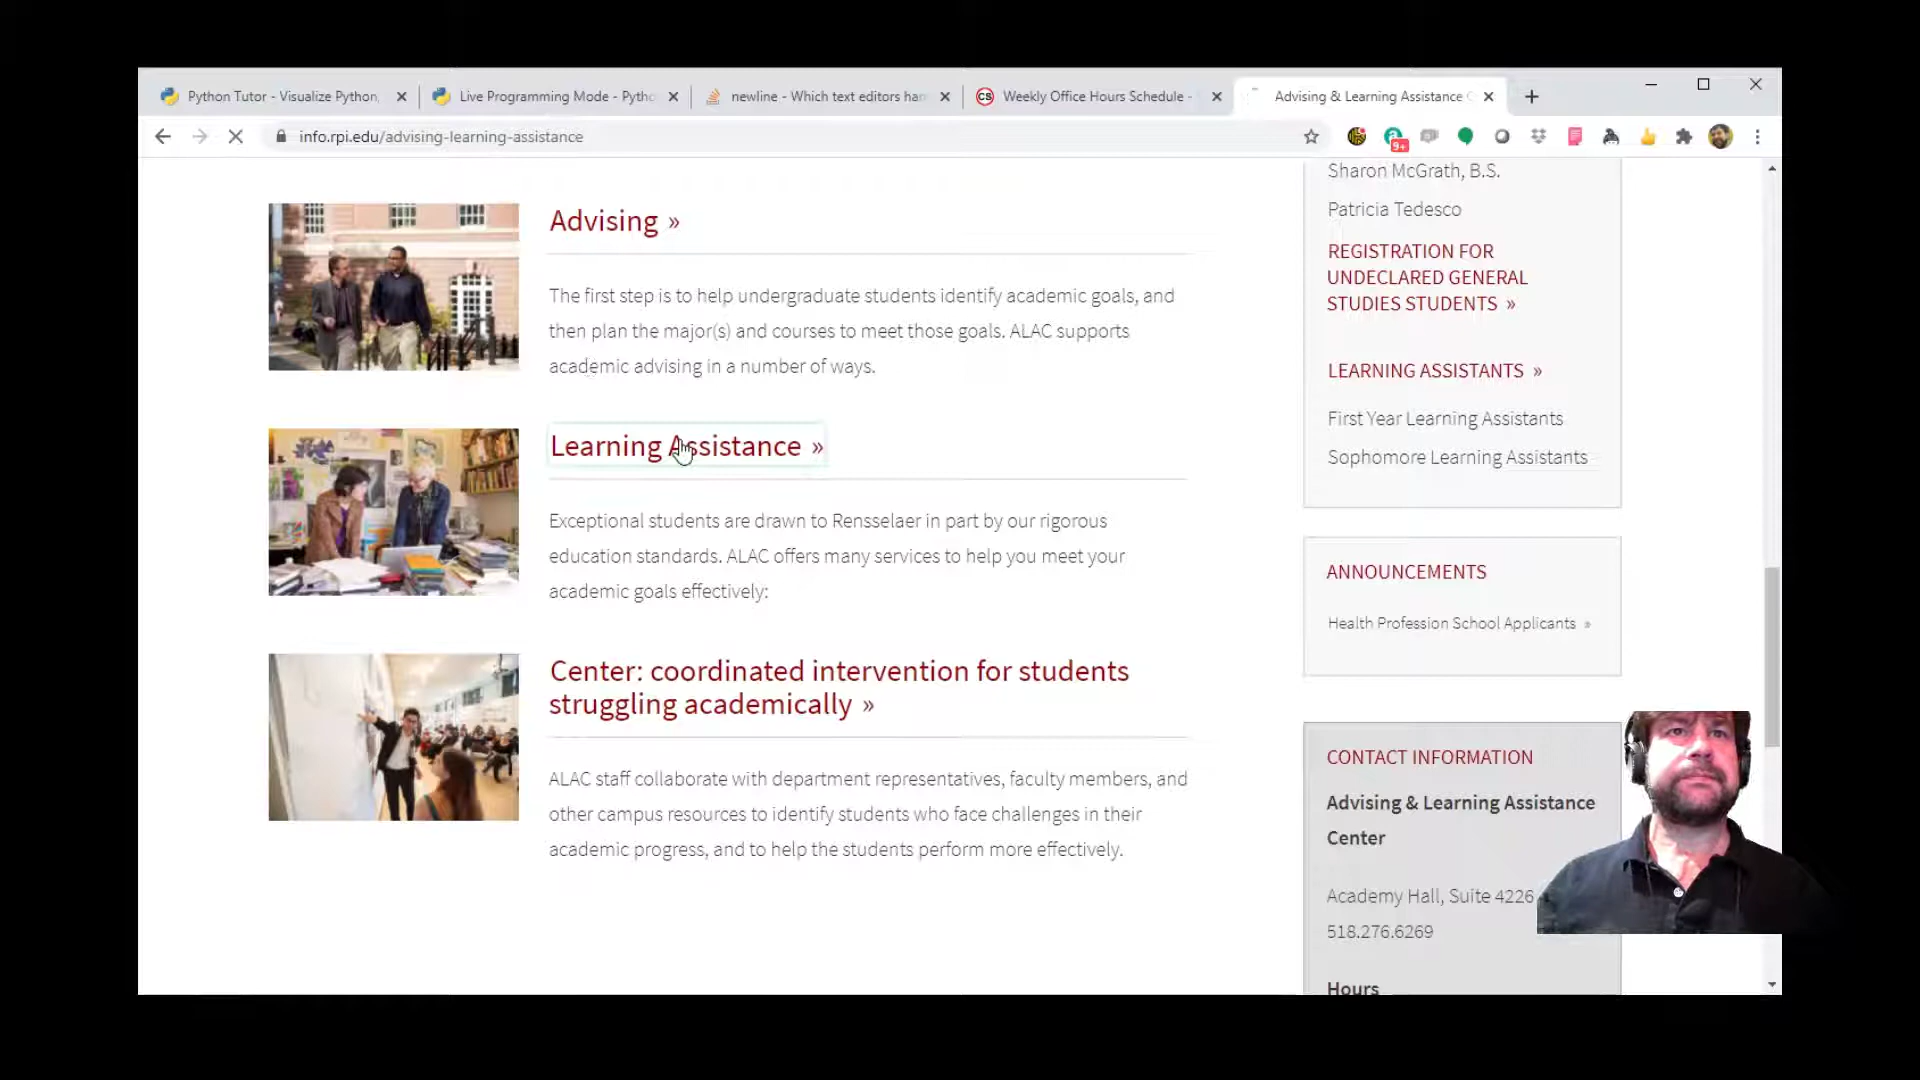 Python Tutor - Visualize Python,
Live Programming Mode - Pytho
newline - Which text editors han
CS Weekly Office Hours Schedule -
Advising & Learning Assistance C
info.rpi.edu/advising-learning-assistance
9+
Advising »
The first step is to help undergraduate students identify academic goals, and
then plan the major(s) and courses to meet those goals. ALAC supports
academic advising in a number of ways.
Learning Assistance »
Exceptional students are drawn to Rensselaer in part by our rigorous
education standards. ALAC offers many services to help you meet your
academic goals effectively:
Center: coordinated intervention for students
struggling academically »
ALAC staff collaborate with department representatives, faculty members, and
other campus resources to identify students who face challenges in their
academic progress, and to help the students perform more effectively.
Sharon McGrath, B.S.
Patricia Tedesco
REGISTRATION FOR
UNDECLARED GENERAL
STUDIES STUDENTS »
LEARNING ASSISTANTS »
First Year Learning Assistants
Sophomore Learning Assistants
ANNOUNCEMENTS
Health Profession School Applicants »
CONTACT INFORMATION
Advising & Learning Assistance
Center
Academy Hall, Suite 4226
518.276.6269
Hours